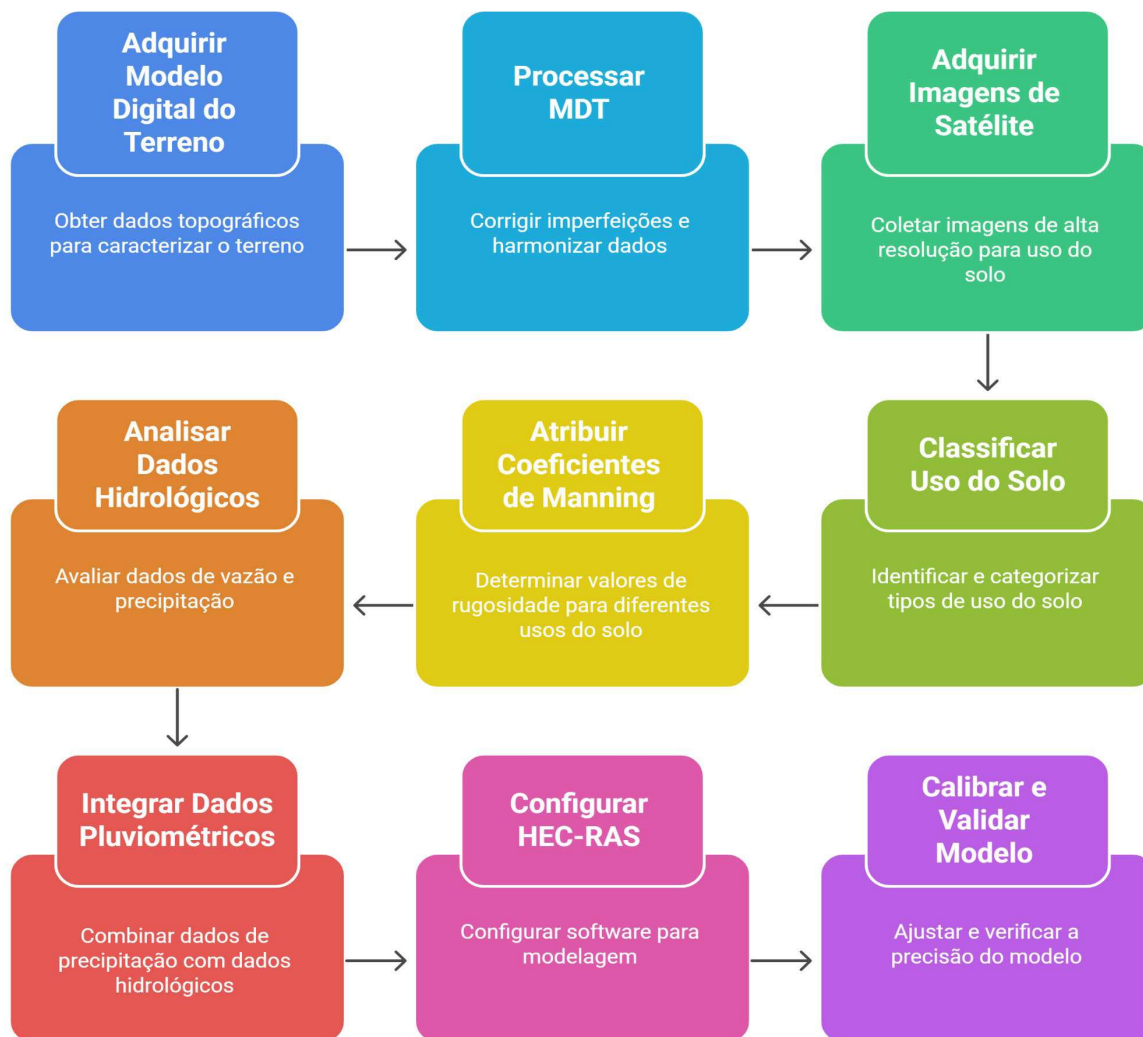 Adquirir
Modelo
Digital do
Terreno
Obter dados topográficos
para caracterizar o terreno
Processar
MDT
Corrigir imperfeições e
harmonizar dados
Adquirir
Imagens de
Satélite
Coletar imagens de alta
resolução para uso do
solo
Classificar
Uso do Solo
Identificar e categorizar
tipos de uso do solo
Atribuir
Coeficientes
de Manning
Determinar valores de
rugosidade para diferentes
usos do solo
Analisar
Dados
Hidrológicos
Avaliar dados de vazão e
precipitação
Integrar Dados
Pluviométricos
Combinar dados de
precipitação com dados
hidrológicos
Configurar
HEC-RAS
Configurar software para
modelagem
Calibrar e
Validar
Modelo
Ajustar e verificar a
precisão do modelo